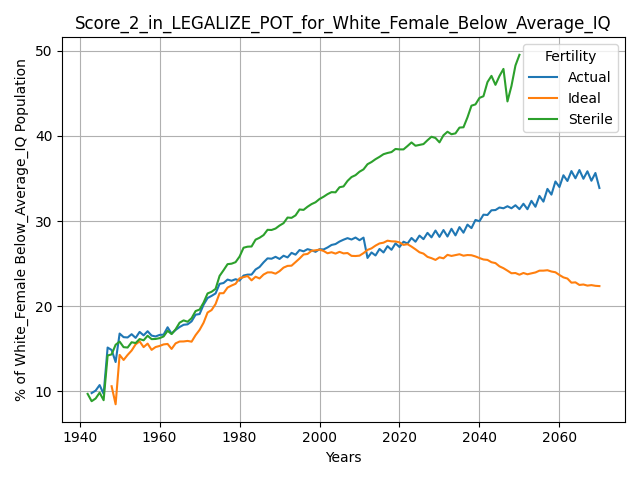 Score_2_in_LEGALIZE_POT_for_White_Female_Below_Average_IQ
% of White_Female Below_Average_IQ Population
50
40
30
20
10
Fertility
Actual
Ideal
Sterile
1940
1960
1980
2000
2020
2040
2060
Years